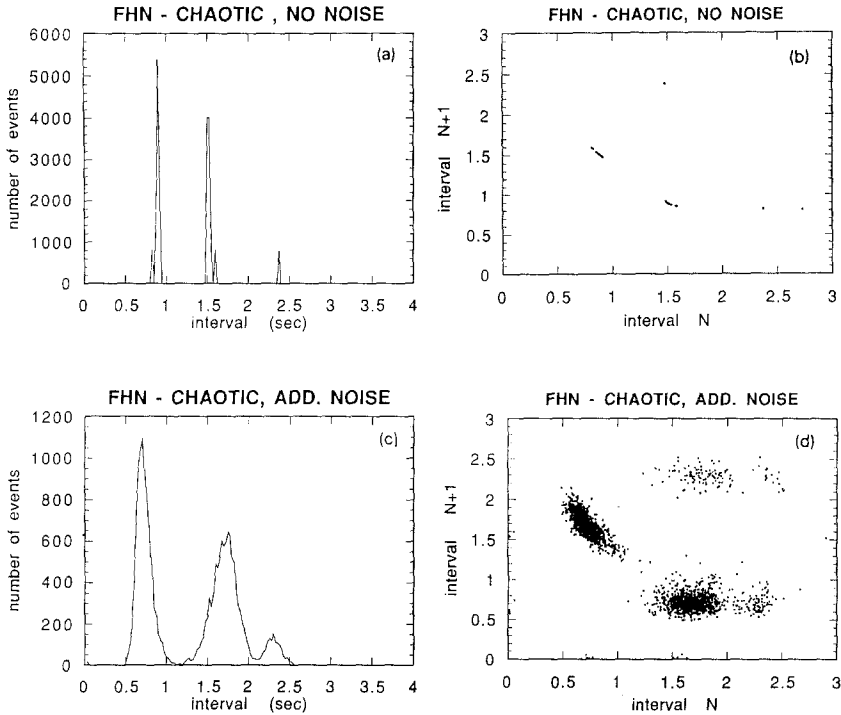 FHN - CHAOTIC , NO NOISE
(a)
number of events
6000
5000
4000
3000
2000
1000
0
0 0.5 1 1.5 2 2.5 3 3.5 4
interval (sec)
FHN - CHAOTIC, NO NOISE
(b)
interval N+1
3
2.5
2
1.5
1
0.5
0
0 0.5 1 1.5 2 2.5 3
interval N
FHN - CHAOTIC, ADD. NOISE
(c)
number of events
1200
1000
800
600
400
200
0
0 0.5 1 1.5 2 2.5 3 3.5 4
interval (sec)
FHN - CHAOTIC, ADD. NOISE
(d)
interval N+1
3
2.5
2
1.5
1
0.5
0
0 0.5 1 1.5 2 2.5 3
interval N